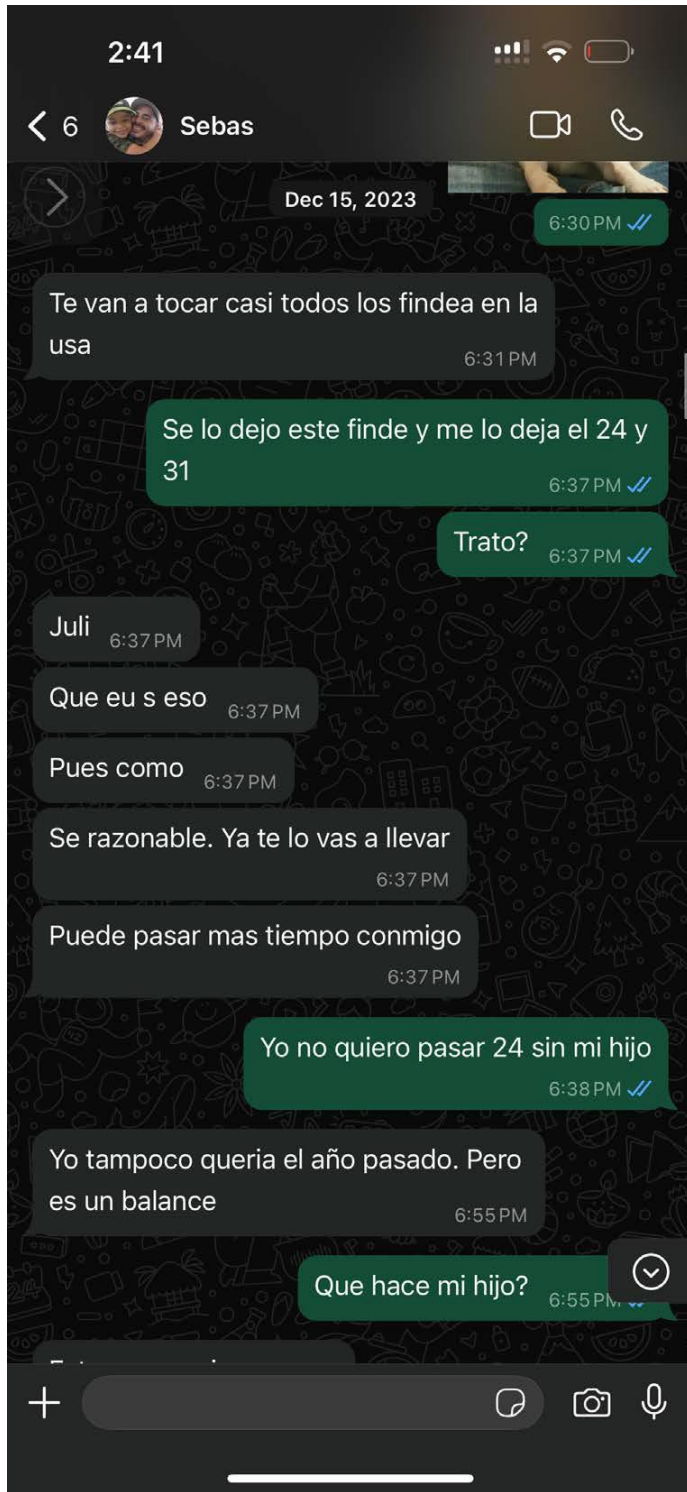 2:41
6
Sebas
Dec 15, 2023
6:30 PM
Te van a tocar casi todos los findea en la
usa
6:31 PM
Se lo dejo este finde y me lo deja el 24 y
31
6:37 PM
Trato?
6:37 PM
Juli
6:37 PM
Que eu s eso
6:37 PM
Pues como
6:37 PM
Se razonable. Ya te lo vas a llevar
6:37 PM
Puede pasar mas tiempo conmigo
6:37 PM
Yo no quiero pasar 24 sin mi hijo
6:38 PM
Yo tampoco queria el año pasado. Pero
es un balance
6:55 PM
Que hace mi hijo?
6:55 PM